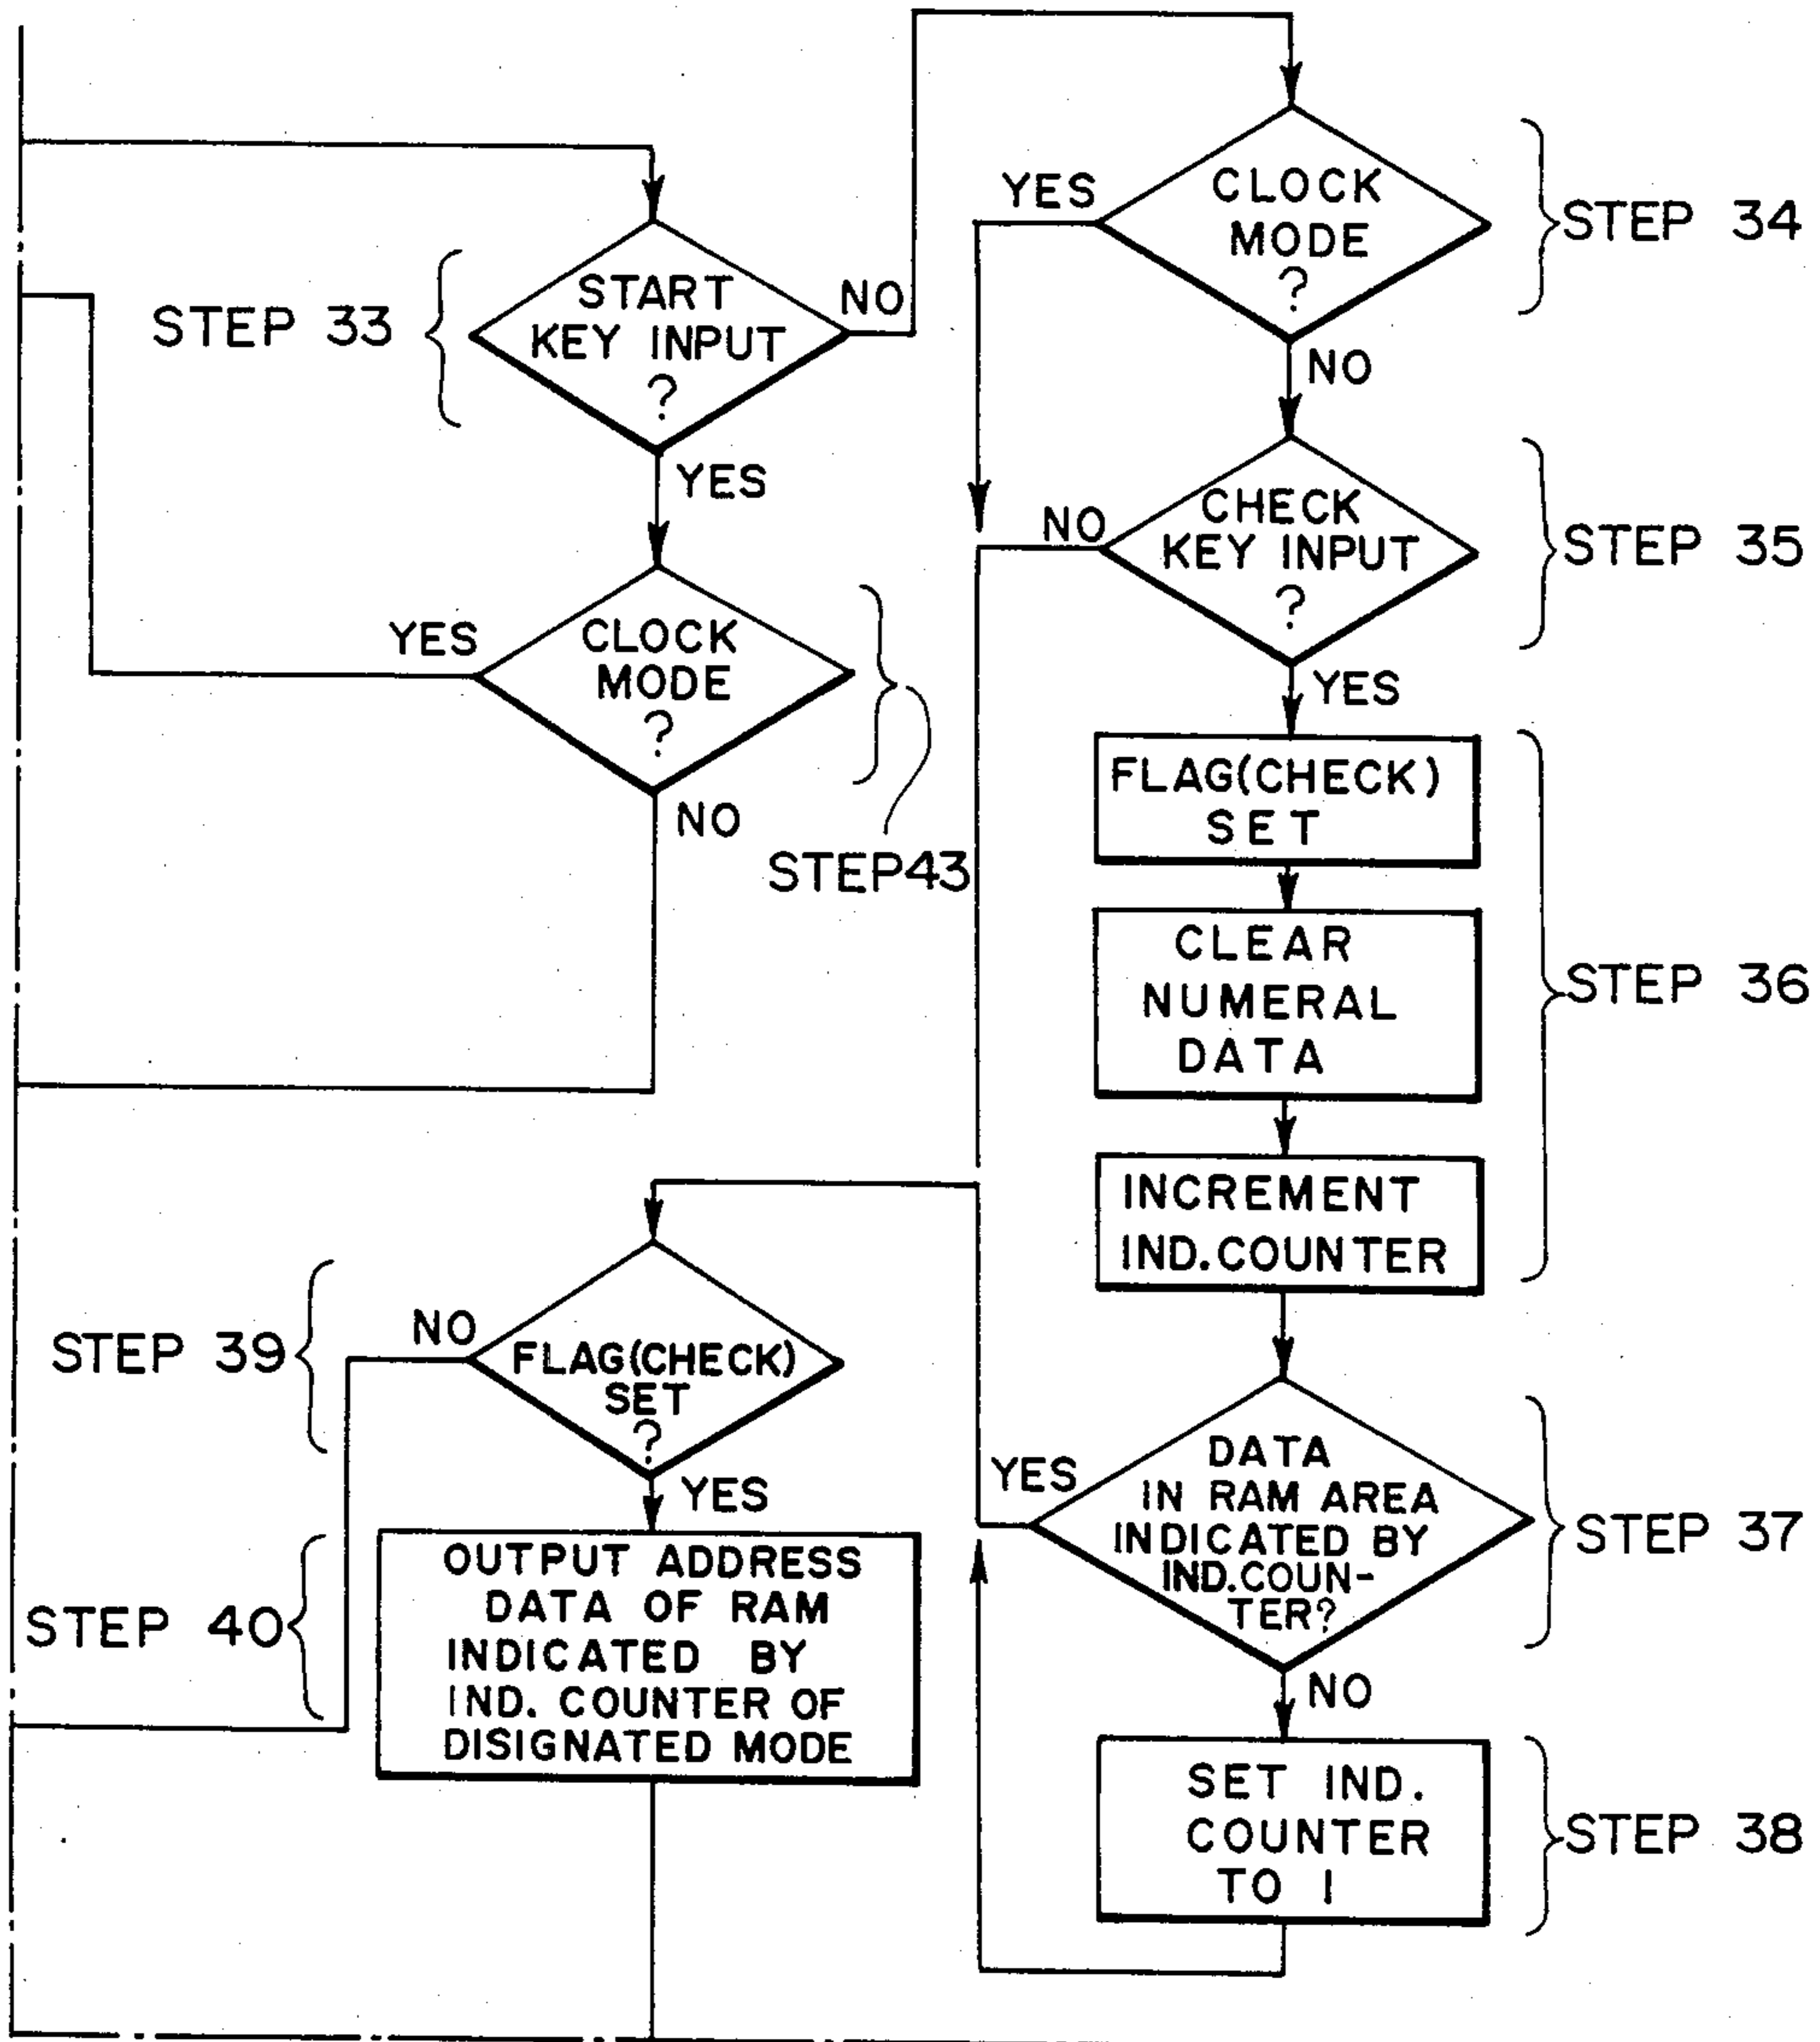 STEP 33
START
KEY INPUT
?
NO
YES
CLOCK
MODE
?
YES
NO
STEP43
CLOCK
MODE
?
YES
NO
STEP 34
CHECK
KEY INPUT
?
NO
YES
STEP 35
FLAG(CHECK)
SET
CLEAR
NUMERAL
DATA
INCREMENT
IND.COUNTER
STEP 36
DATA
IN RAM AREA
INDICATED BY
IND.COUN-
TER?
YES
NO
STEP 37
SET IND.
COUNTER
TO 1
STEP 38
STEP 39
NO
FLAG(CHECK)
SET
?
YES
STEP 40
OUTPUT ADDRESS
DATA OF RAM
INDICATED BY
IND. COUNTER OF
DISIGNATED MODE